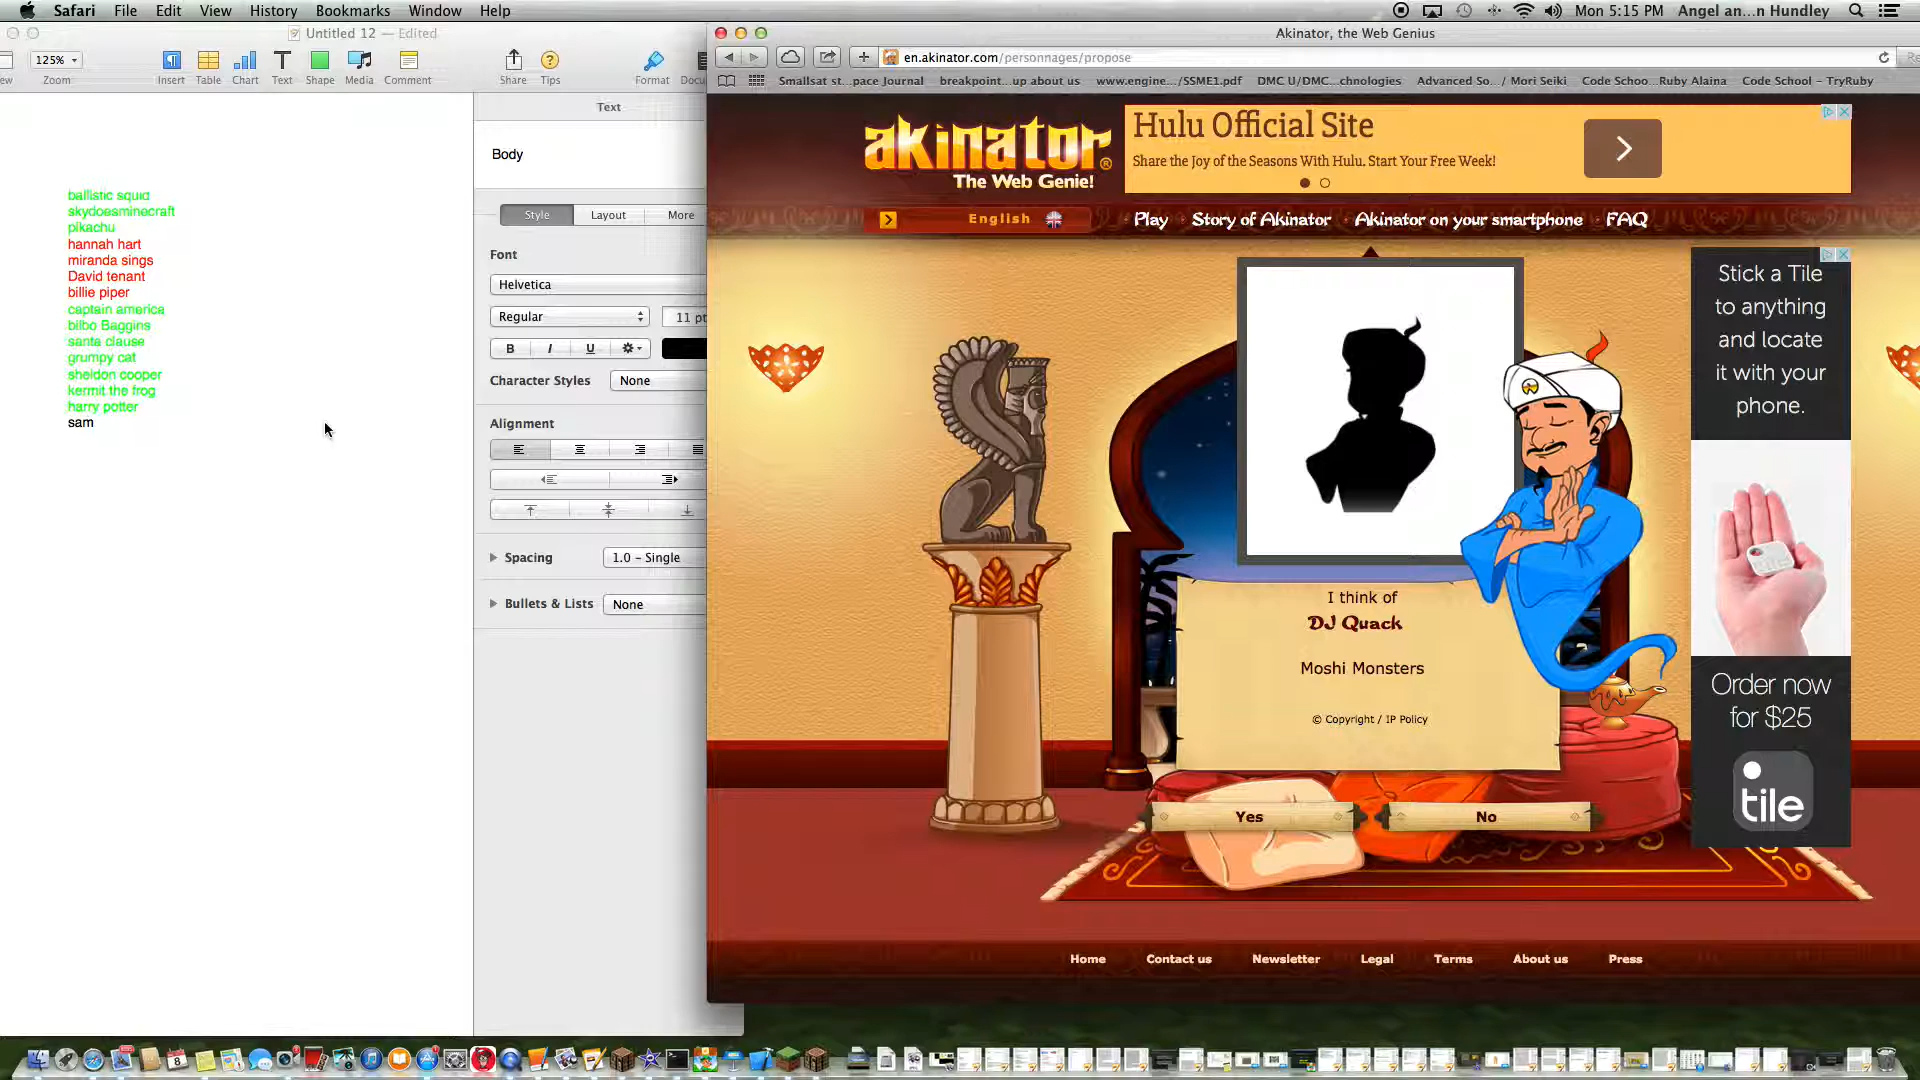 Safari File Edit View History Bookmarks Window Help
Mon 5:15 PM Angel an...n Hundley
Untitled 12 — Edited
125%
Zoom
Insert Table Chart Text Shape Media Comment
Share Tips
Format
Text
Body
Style Layout More
Font
Helvetica
Regular
11 pt
B I U
Character Styles None
Alignment
Spacing 1.0 - Single
Bullets & Lists None
ballistic squid
skydoesminecraft
pikachu
hannah hart
miranda sings
David tenant
billie piper
captain america
bilbo Baggins
santa clause
grumpy cat
sheldon cooper
kermit the frog
harry potter
sam
Akinator, the Web Genius
en.akinator.com/personnages/propose
Smallsat st...pace Journal breakpoint...up about us www.engine.../SSME1.pdf DMC U/DMC...chnologies Advanced So... / Mori Seiki Code Schoo...Ruby Alaina Code School - TryRuby
akinator®
The Web Genie!
Hulu Official Site
Share the Joy of the Seasons With Hulu. Start Your Free Week!
English
Play Story of Akinator Akinator on your smartphone FAQ
I think of
DJ Quack
Moshi Monsters
© Copyright / IP Policy
Yes No
Stick a Tile
to anything
and locate
it with your
phone.
Order now
for $25
tile
Home Contact us Newsletter Legal Terms About us Press